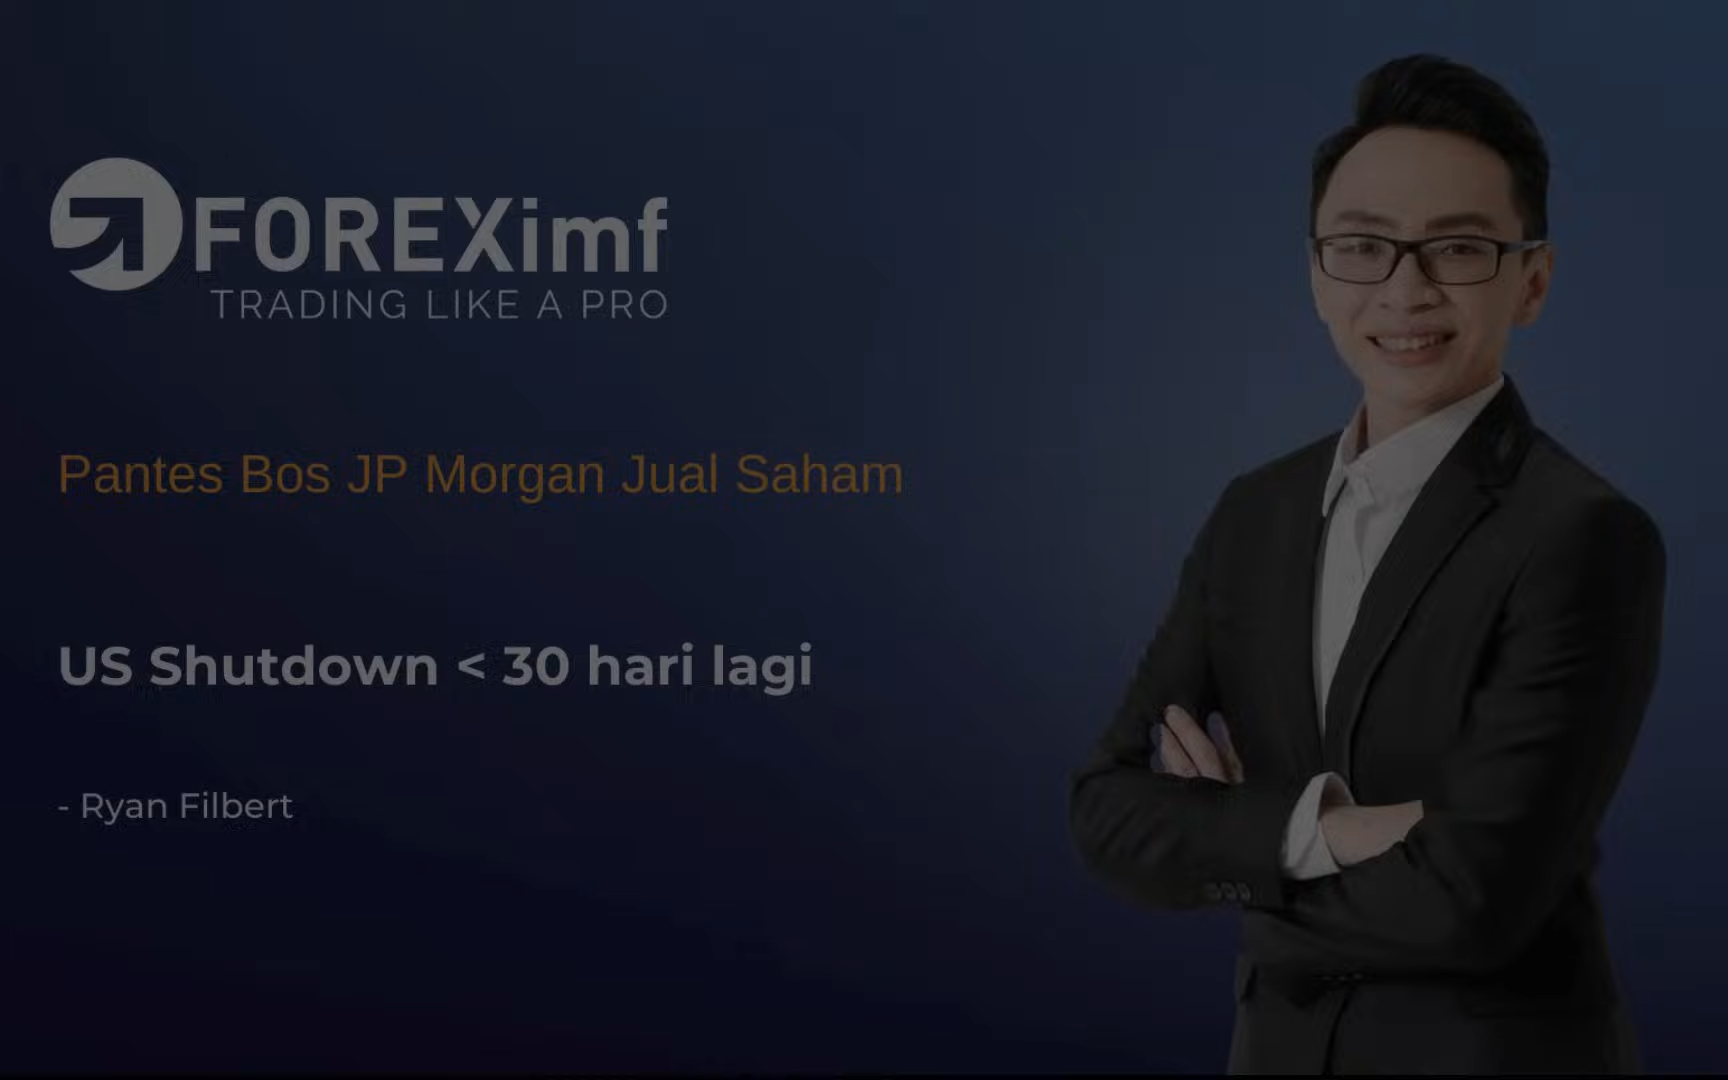 FOREXimf
TRADING LIKE A PRO
Pantes Bos JP Morgan Jual Saham
US Shutdown < 30 hari lagi
- Ryan Filbert